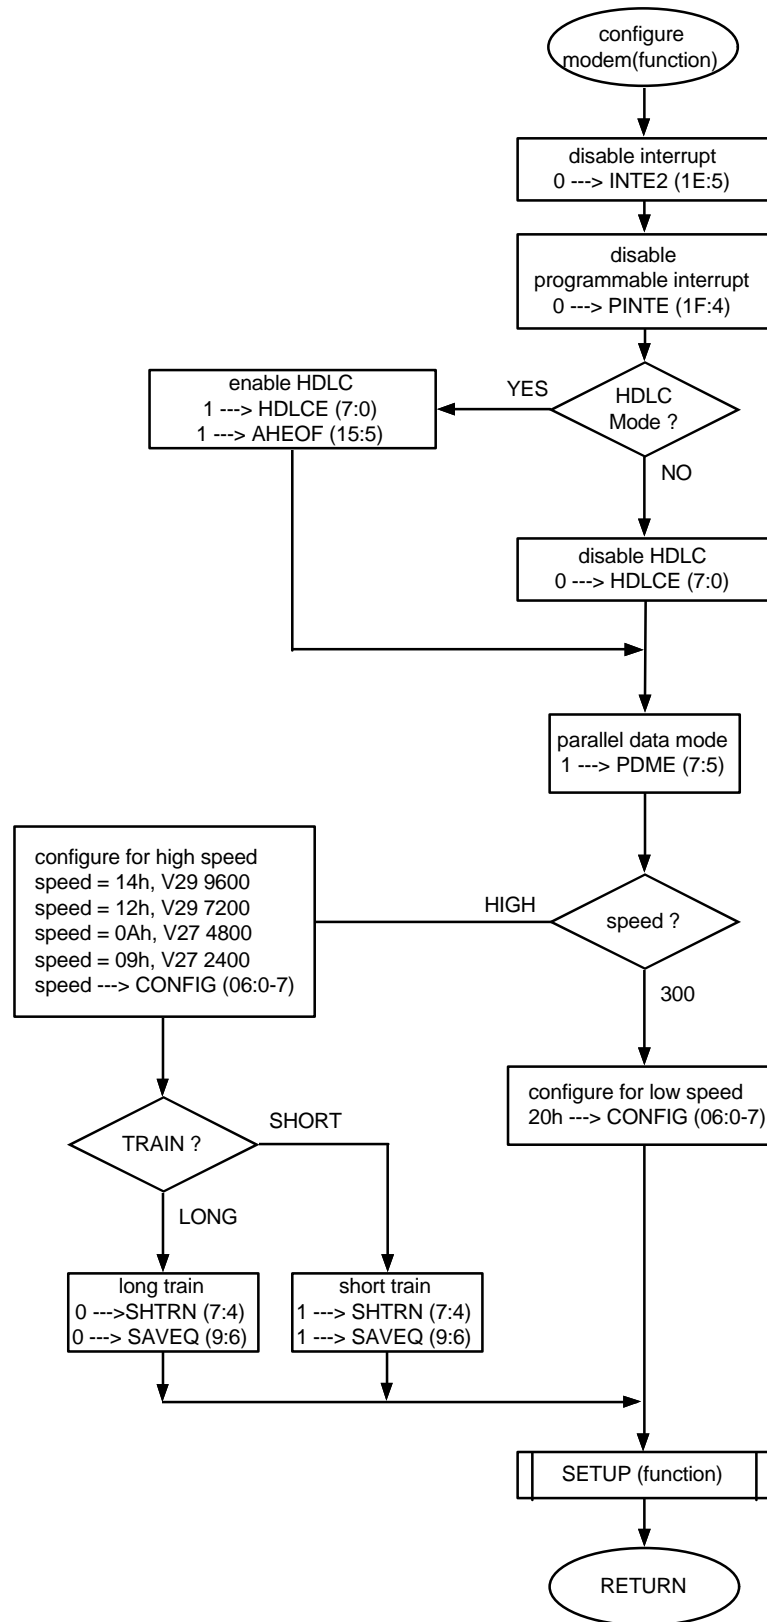 configure
modem(function)
disable interrupt
0 ---> INTE2 (1E:5)
disable
programmable interrupt
0 ---> PINTE (1F:4)
HDLC
Mode ?
YES
enable HDLC
1 ---> HDLCE (7:0)
1 ---> AHEOF (15:5)
NO
disable HDLC
0 ---> HDLCE (7:0)
parallel data mode
1 ---> PDME (7:5)
speed ?
HIGH
configure for high speed
speed = 14h, V29 9600
speed = 12h, V29 7200
speed = 0Ah, V27 4800
speed = 09h, V27 2400
speed ---> CONFIG (06:0-7)
300
configure for low speed
20h ---> CONFIG (06:0-7)
TRAIN ?
SHORT
LONG
long train
0 --->SHTRN (7:4)
0 ---> SAVEQ (9:6)
short train
1 ---> SHTRN (7:4)
1 ---> SAVEQ (9:6)
SETUP (function)
RETURN